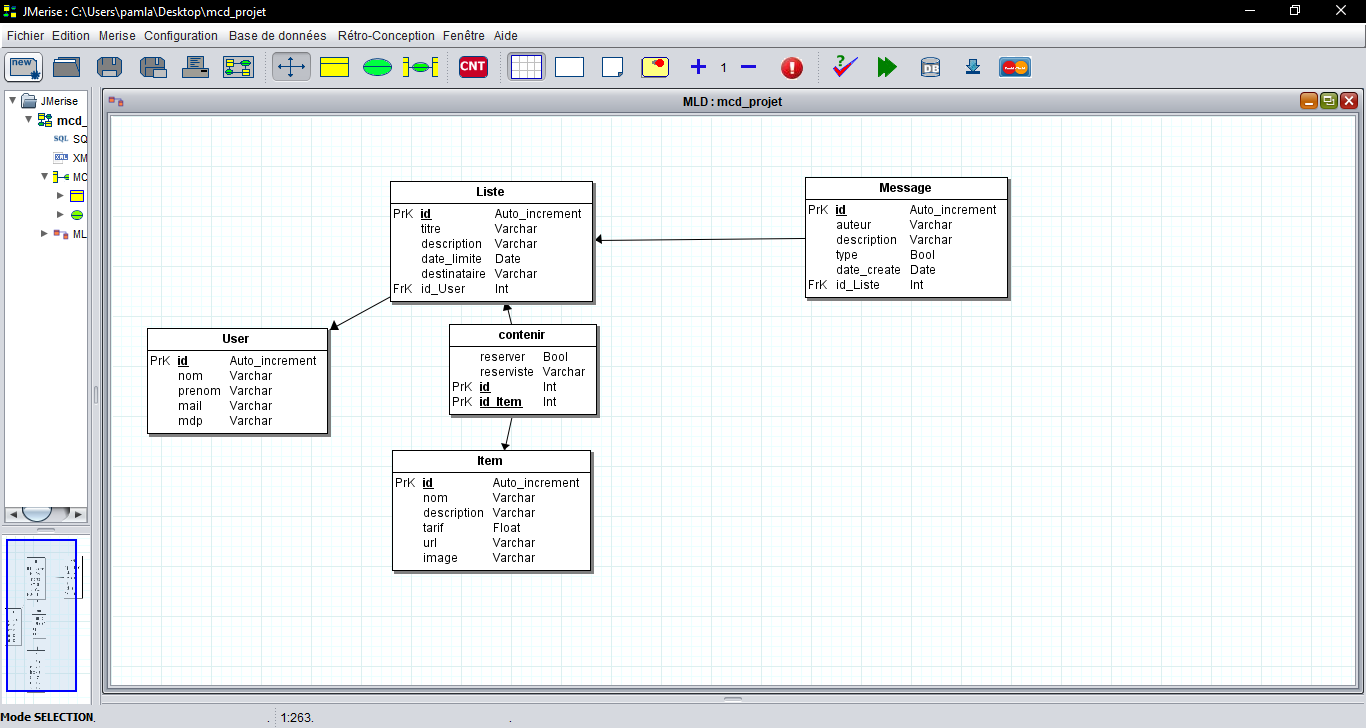 JMerise : C:\Users\pamla\Desktop\mcd_projet
Fichier Edition Merise Configuration Base de données Rétro-Conception Fenêtre Aide
new CNT 1 DB
JMerise
mcd_
SQL SQ
XM
MC
ML
MLD : mcd_projet
Liste
PrK id Auto_increment
titre Varchar
description Varchar
date_limite Date
destinataire Varchar
FrK id_User Int
Message
PrK id Auto_increment
auteur Varchar
description Varchar
type Bool
date_create Date
FrK id_Liste Int
User
PrK id Auto_increment
nom Varchar
prenom Varchar
mail Varchar
mdp Varchar
contenir
reserver Bool
reserviste Varchar
PrK id Int
PrK id_Item Int
Item
PrK id Auto_increment
nom Varchar
description Varchar
tarif Float
url Varchar
image Varchar
Mode SELECTION. . 1:263. .